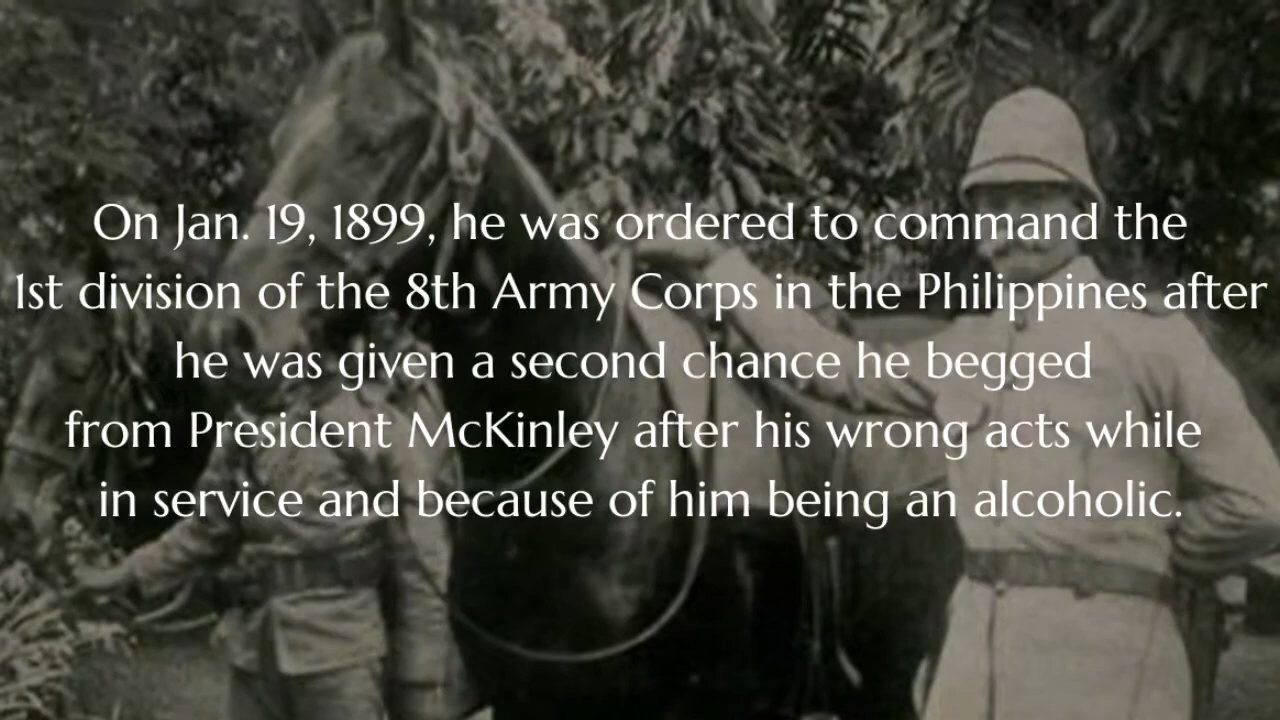 On Jan. 19, 1899, he was ordered to command the
1st division of the 8th Army Corps in the Philippines after
he was given a second chance he begged
from President McKinley after his wrong acts while
in service and because of him being an alcoholic.